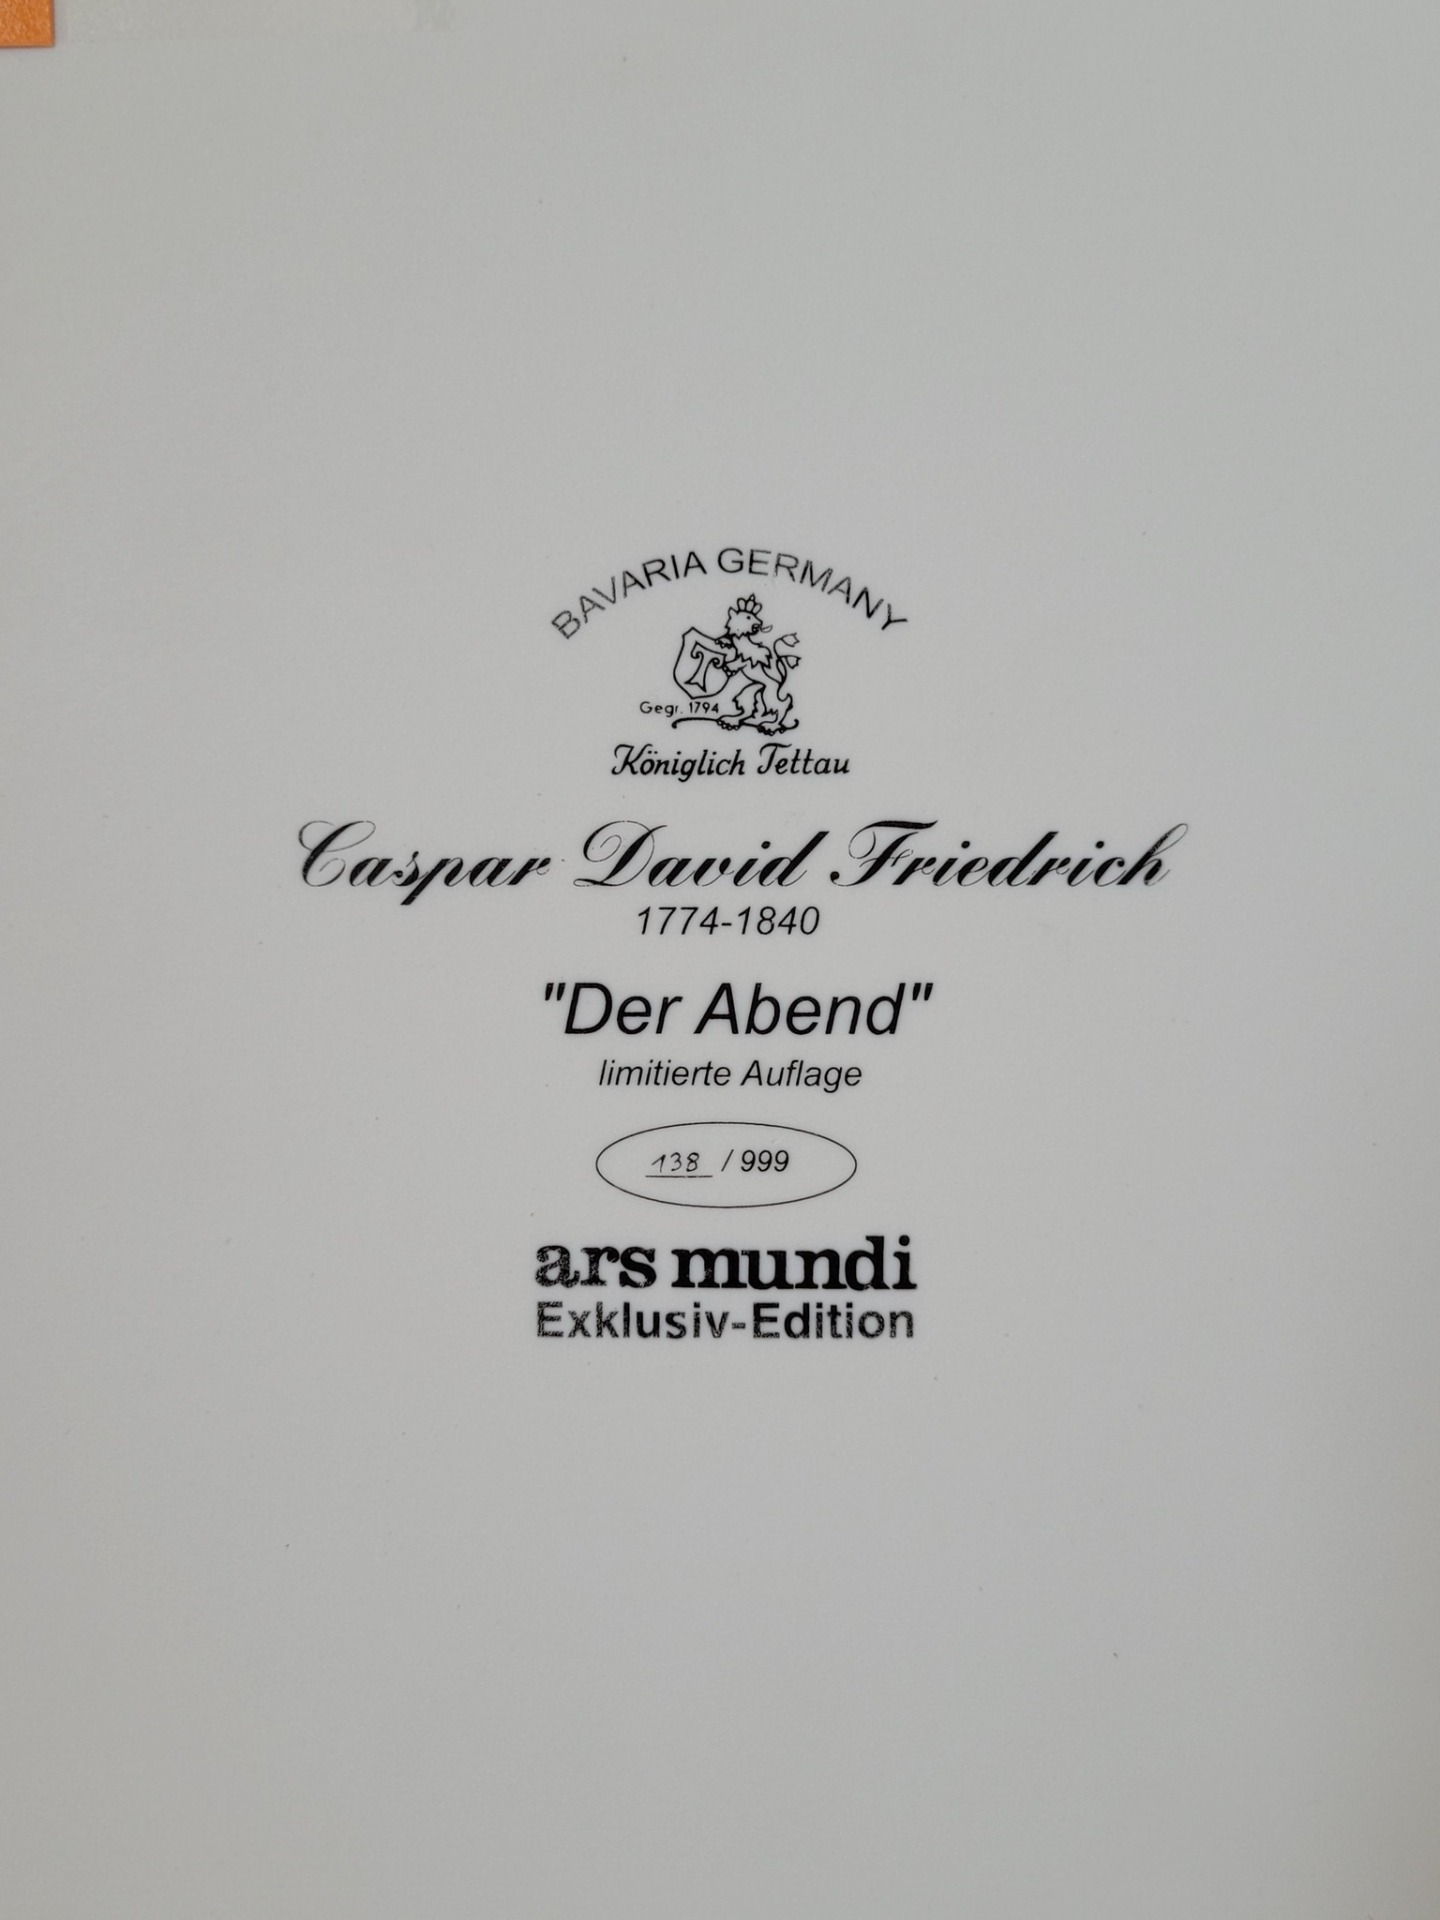 BAVARIA GERMANY
T
Gegr. 1794
Königlich Tettau
Caspar David Friedrich
1774-1840
"Der Abend"
limitierte Auflage
138 / 999
ars mundi
Exklusiv-Edition